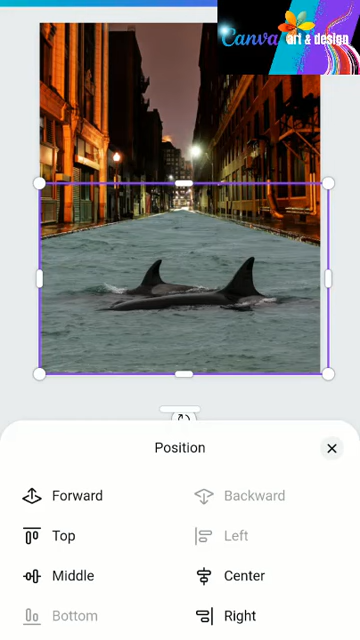 Canva art & design
Position
Forward
Backward
Top
Left
Middle
Center
Bottom
Right